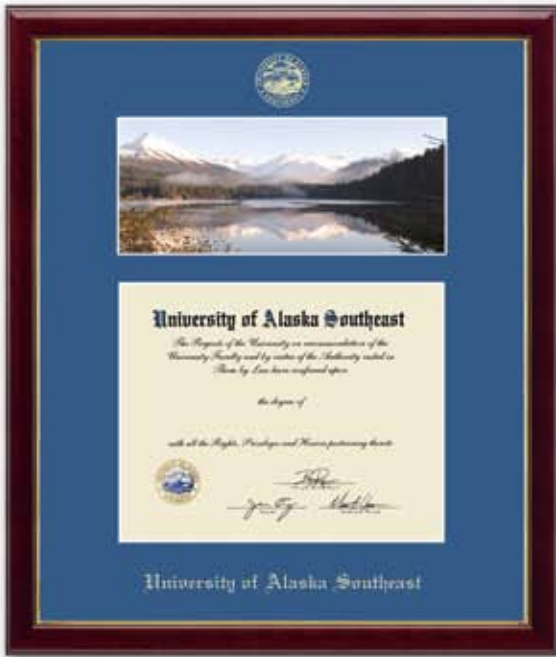 University of Alaska Southeast
The Regents of the University on recommendation of the
University Faculty and by virtue of the Authority vested in
Them by Law have conferred upon
the degree of
with all the Rights, Privileges and Honors pertaining thereto
University of Alaska Southeast